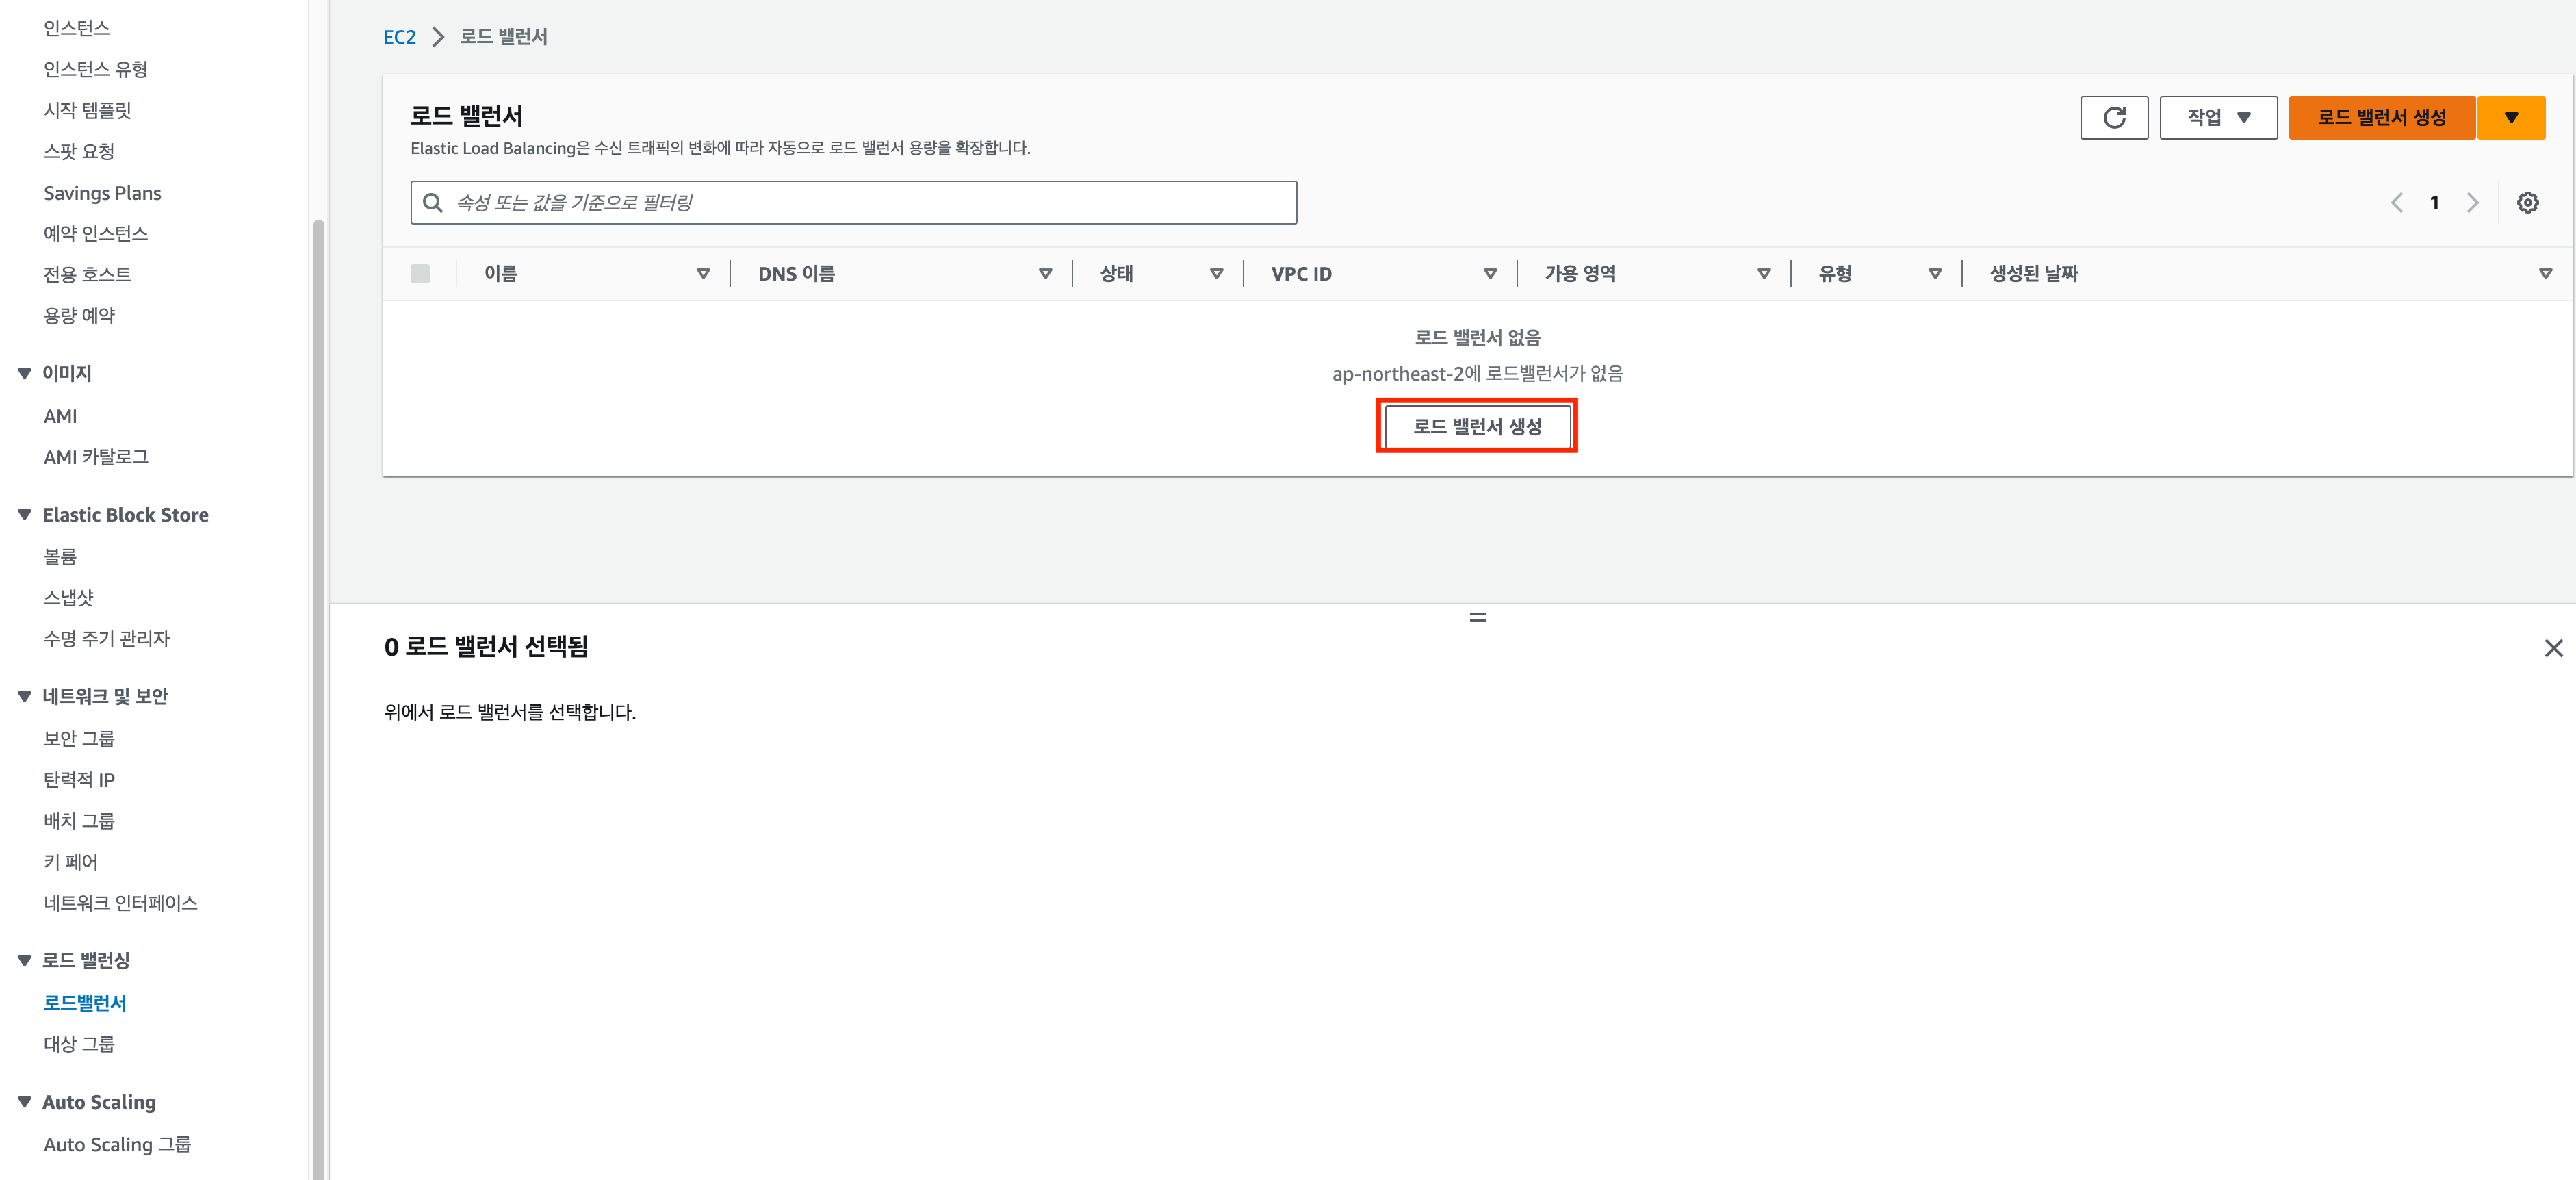 인스턴스
인스턴스 유형
시작 템플릿
스팟 요청
Savings Plans
예약 인스턴스
전용 호스트
용량 예약
이미지
AMI
AMI 카탈로그
Elastic Block Store
볼륨
스냅샷
수명 주기 관리자
네트워크 및 보안
보안 그룹
탄력적 IP
배치 그룹
키 페어
네트워크 인터페이스
로드 밸런싱
로드밸런서
대상 그룹
Auto Scaling
Auto Scaling 그룹
EC2 > 로드 밸런서
로드 밸런서
Elastic Load Balancing은 수신 트래픽의 변화에 따라 자동으로 로드 밸런서 용량을 확장합니다.
작업
로드 밸런서 생성
속성 또는 값을 기준으로 필터링
1
이름 DNS 이름 상태 VPC ID 가용 영역 유형 생성된 날짜
로드 밸런서 없음
ap-northeast-2에 로드밸런서가 없음
로드 밸런서 생성
0 로드 밸런서 선택됨
위에서 로드 밸런서를 선택합니다.